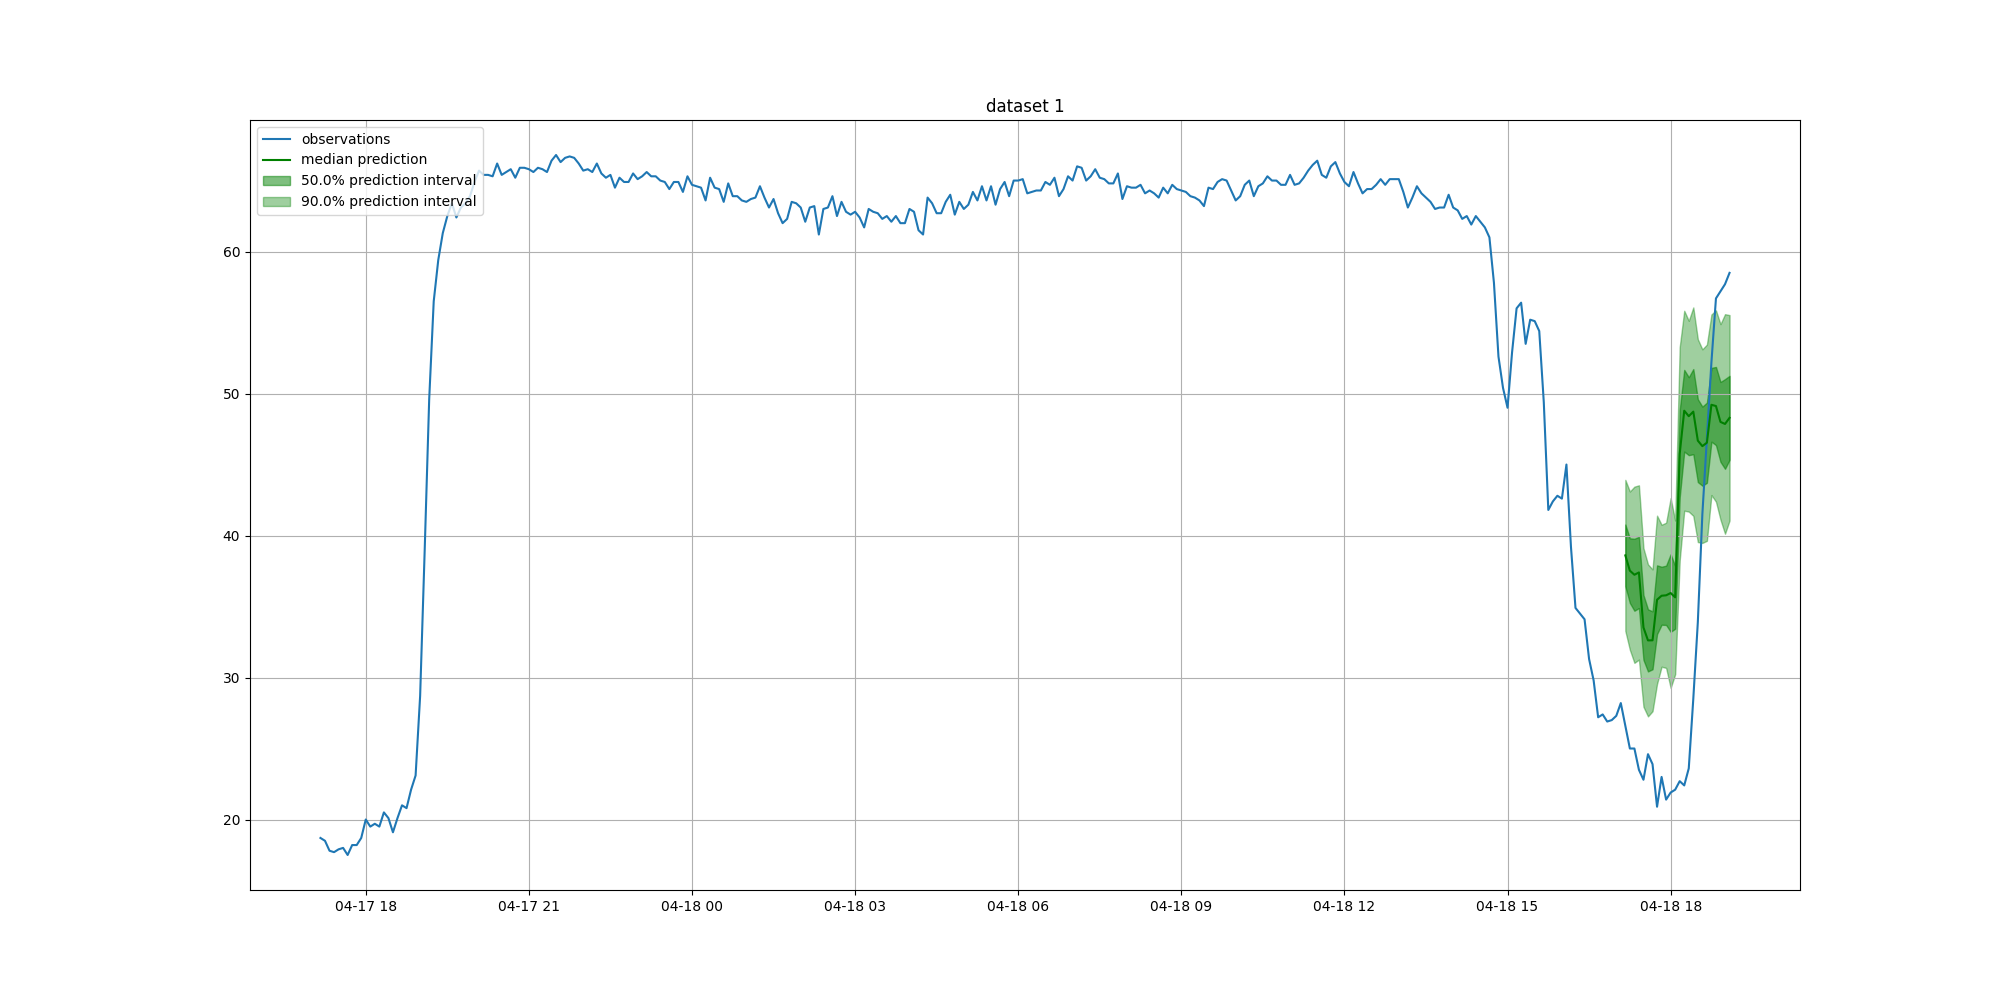 dataset 1
observations
median prediction
50.0% prediction interval
90.0% prediction interval
60
50
40
30
20
04-17 18
04-17 21
04-18 00
04-18 03
04-18 06
04-18 09
04-18 12
04-18 15
04-18 18